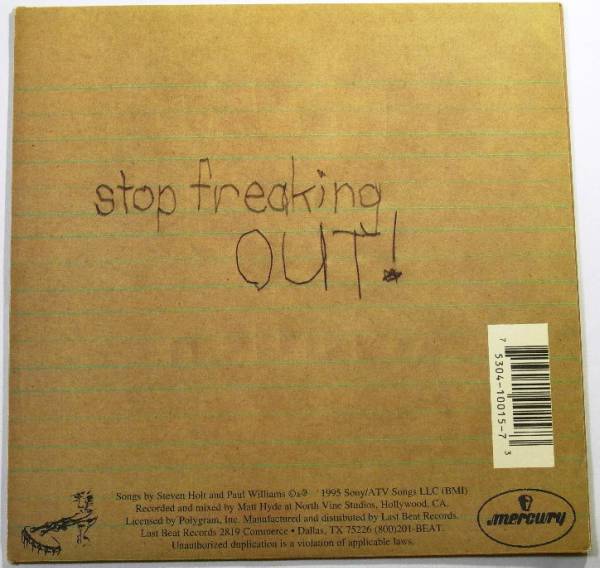 stop freaking
OUT!
7 53042-10015-7 3
Songs by Steven Holt and Paul Williams ©&℗ 1995 Sony/ATV Songs LLC (BMI)
Recorded and mixed by Matt Hyde at North Vine Studios, Hollywood, CA.
Licensed by Polygram, Inc. Manufactured and distributed by Last Beat Records.
Last Beat Records 2819 Commerce • Dallas, TX 75226 (800)201-BEAT.
Unauthorized duplication is a violation of applicable laws.
mercury